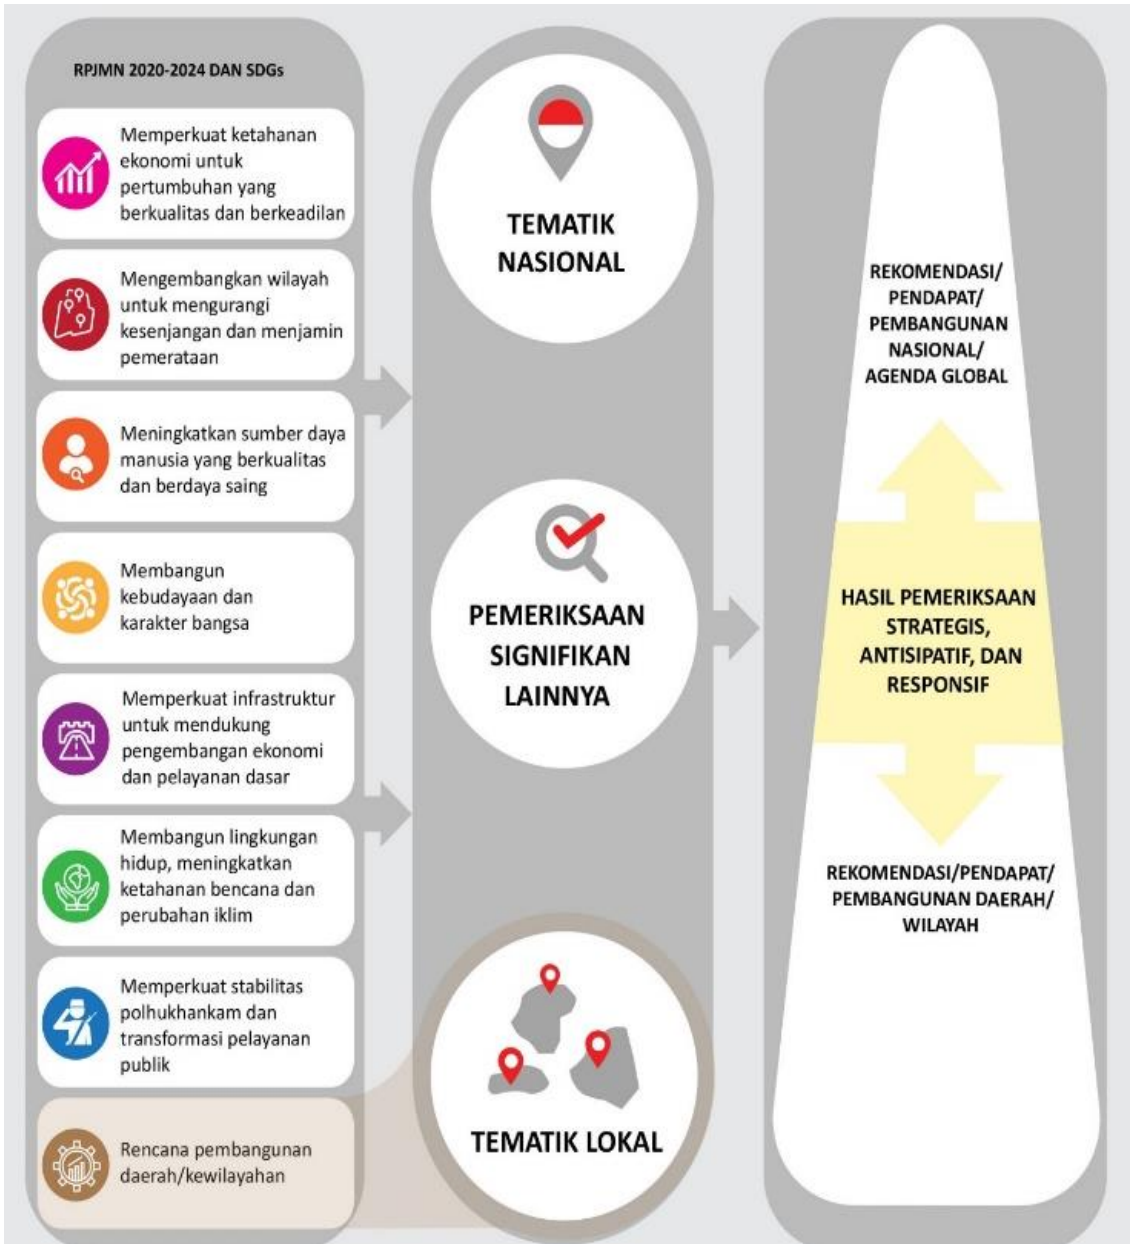 RPJMN 2020-2024 DAN SDGs
Memperkuat ketahanan
ekonomi untuk
pertumbuhan yang
berkualitas dan berkeadilan
Mengembangkan wilayah
untuk mengurangi
kesenjangan dan menjamin
pemerataan
Meningkatkan sumber daya
manusia yang berkualitas
dan berdaya saing
Membangun
kebudayaan dan
karakter bangsa
Memperkuat infrastruktur
untuk mendukung
pengembangan ekonomi
dan pelayanan dasar
Membangun lingkungan
hidup, meningkatkan
ketahanan bencana dan
perubahan iklim
Memperkuat stabilitas
polhukhankam dan
transformasi pelayanan
publik
Rencana pembangunan
daerah/kewilayahan
TEMATIK
NASIONAL
PEMERIKSAAN
SIGNIFIKAN
LAINNYA
TEMATIK LOKAL
REKOMENDASI/
PENDAPAT/
PEMBANGUNAN
NASIONAL/
AGENDA GLOBAL
HASIL PEMERIKSAAN
STRATEGIS,
ANTISIPATIF, DAN
RESPONSIF
REKOMENDASI/PENDAPAT/
PEMBANGUNAN DAERAH/
WILAYAH